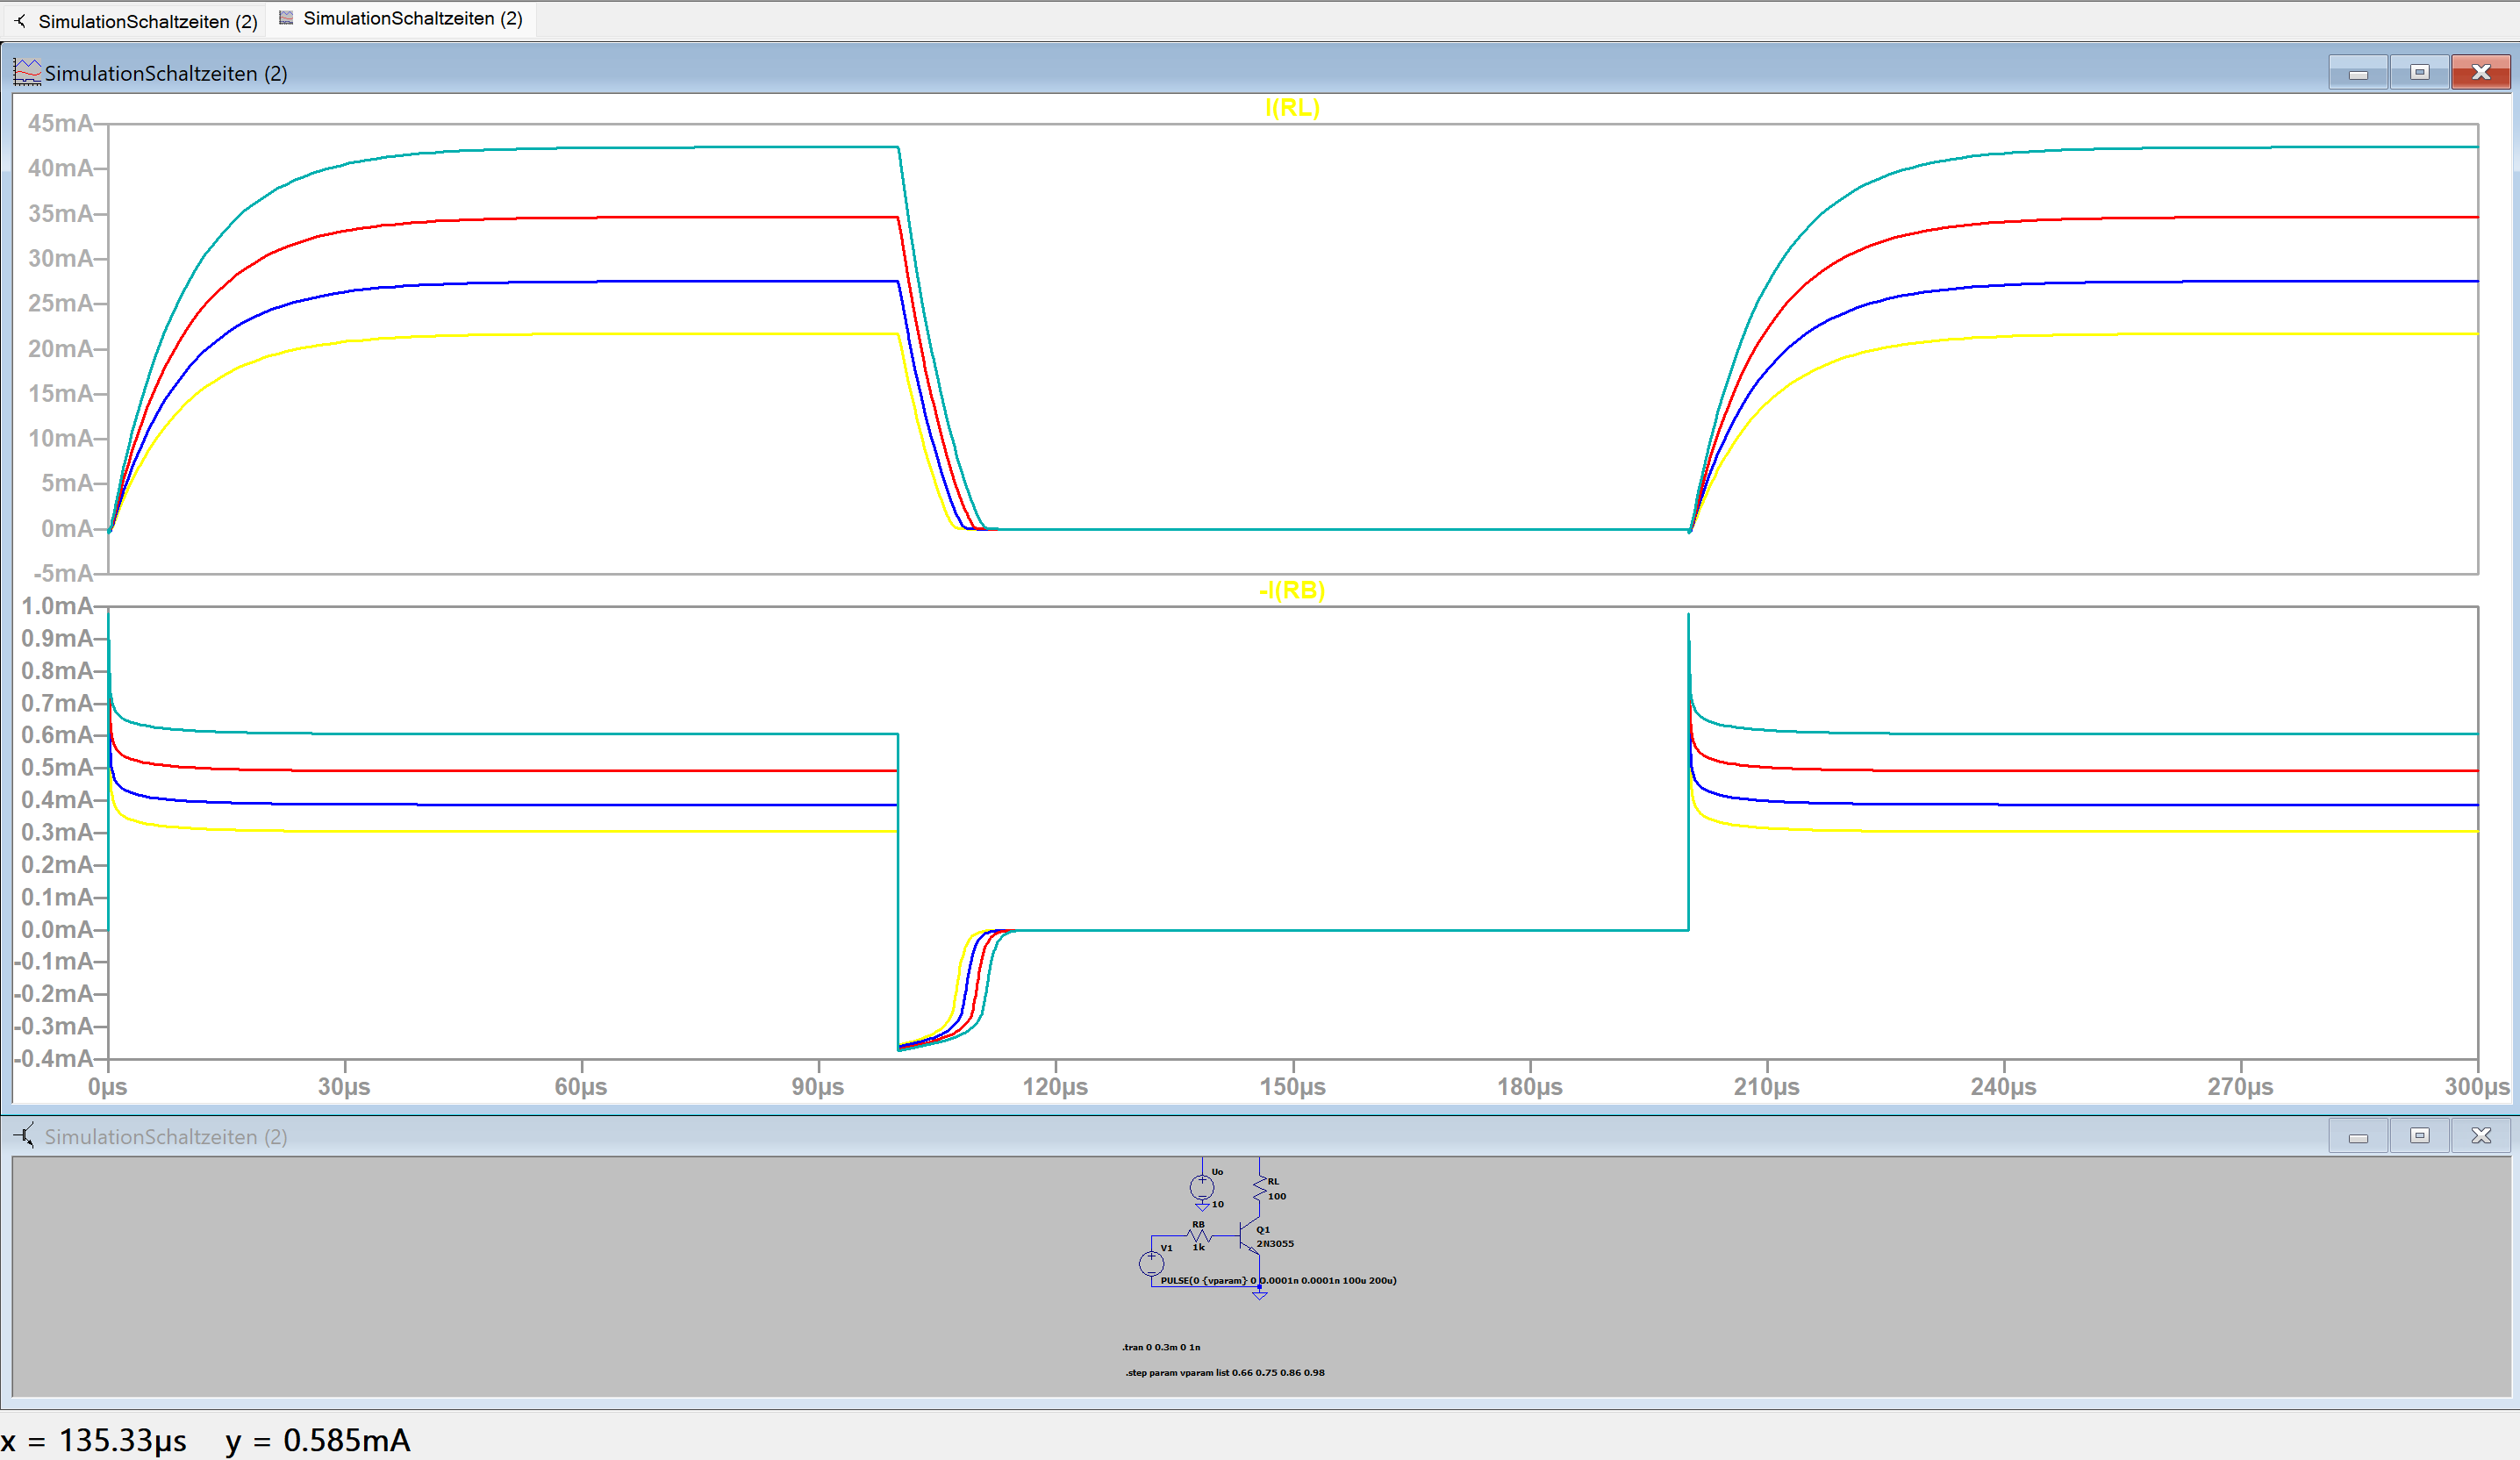 SimulationSchaltzeiten (2)
SimulationSchaltzeiten (2)
SimulationSchaltzeiten (2)
I(RL)
45mA
40mA
35mA
30mA
25mA
20mA
15mA
10mA
5mA
0mA
-5mA
-I(RB)
1.0mA
0.9mA
0.8mA
0.7mA
0.6mA
0.5mA
0.4mA
0.3mA
0.2mA
0.1mA
0.0mA
-0.1mA
-0.2mA
-0.3mA
-0.4mA
0µs 30µs 60µs 90µs 120µs 150µs 180µs 210µs 240µs 270µs 300µs
SimulationSchaltzeiten (2)
Uo
10
RL
100
RB
1k
Q1
2N3055
V1
PULSE(0 {vparam} 0 0.0001n 0.0001n 100u 200u)
.tran 0 0.3m 0 1n
.step param vparam list 0.66 0.75 0.86 0.98
x = 135.33µs y = 0.585mA